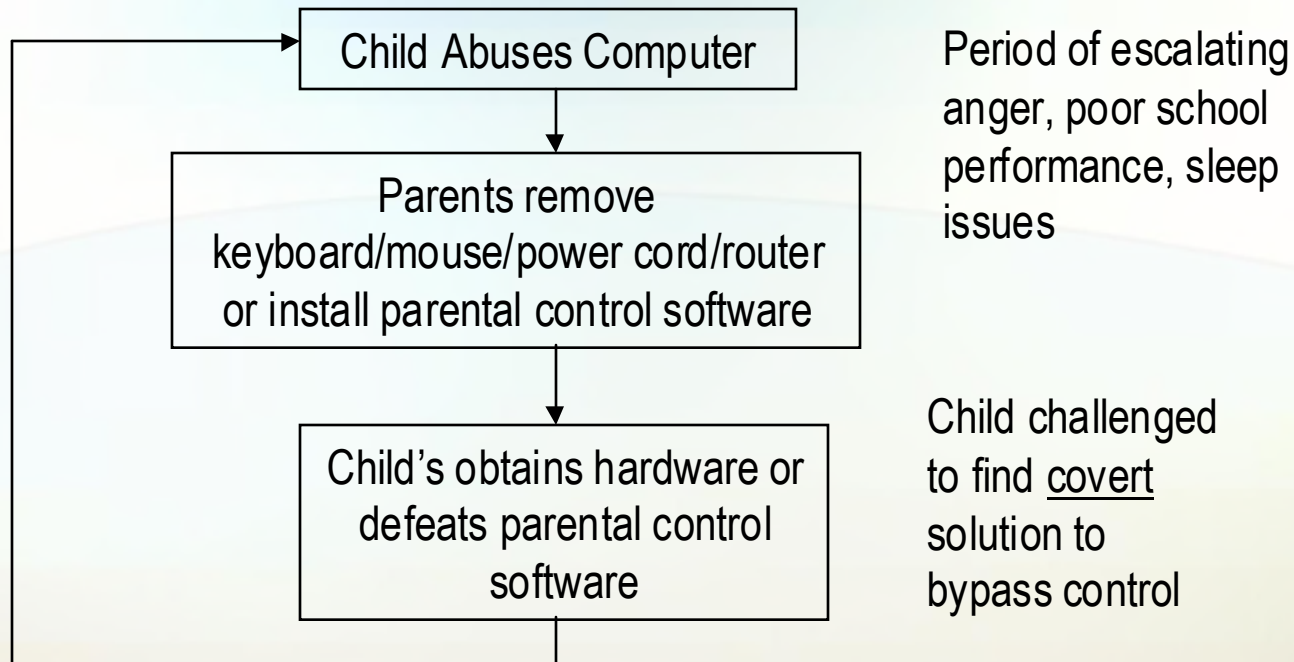 Child Abuses Computer
Period of escalating
anger, poor school
performance, sleep
issues
Parents remove
keyboard/mouse/power cord/router
or install parental control software
Child's obtains hardware or
defeats parental control
software
Child challenged
to find covert
solution to
bypass control